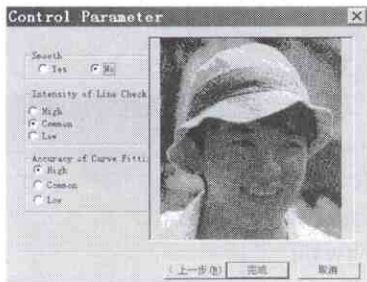 Control Parameter
Smooth
Yes No
Intensity of Line Check
High
Common
Low
Accuracy of Curve Fitti
High
Common
Low
上一步(B) 完成 取消